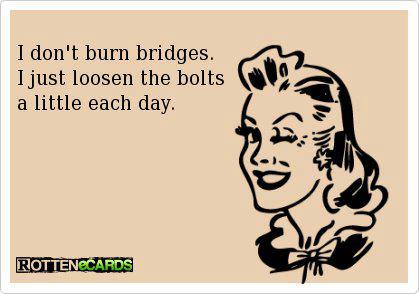 I don't burn bridges.
I just loosen the bolts
a little each day.
ROTTENECARDS